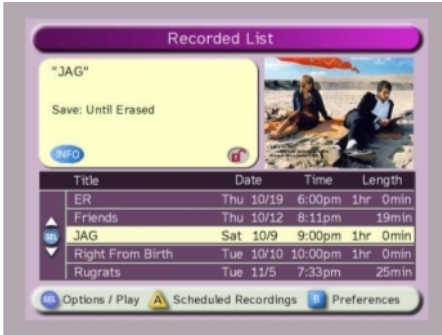 Recorded List
"JAG"
Save: Until Erased
INFO
Title Date Time Length
ER Thu 10/19 6:00pm 1hr 0min
Friends Thu 10/12 8:11pm 19min
JAG Sat 10/9 9:00pm 1hr 0min
Right From Birth Tue 10/10 10:00pm 1hr 0min
Rugrats Tue 11/5 7:33pm 25min
SEL
SEL Options / Play A Scheduled Recordings B Preferences